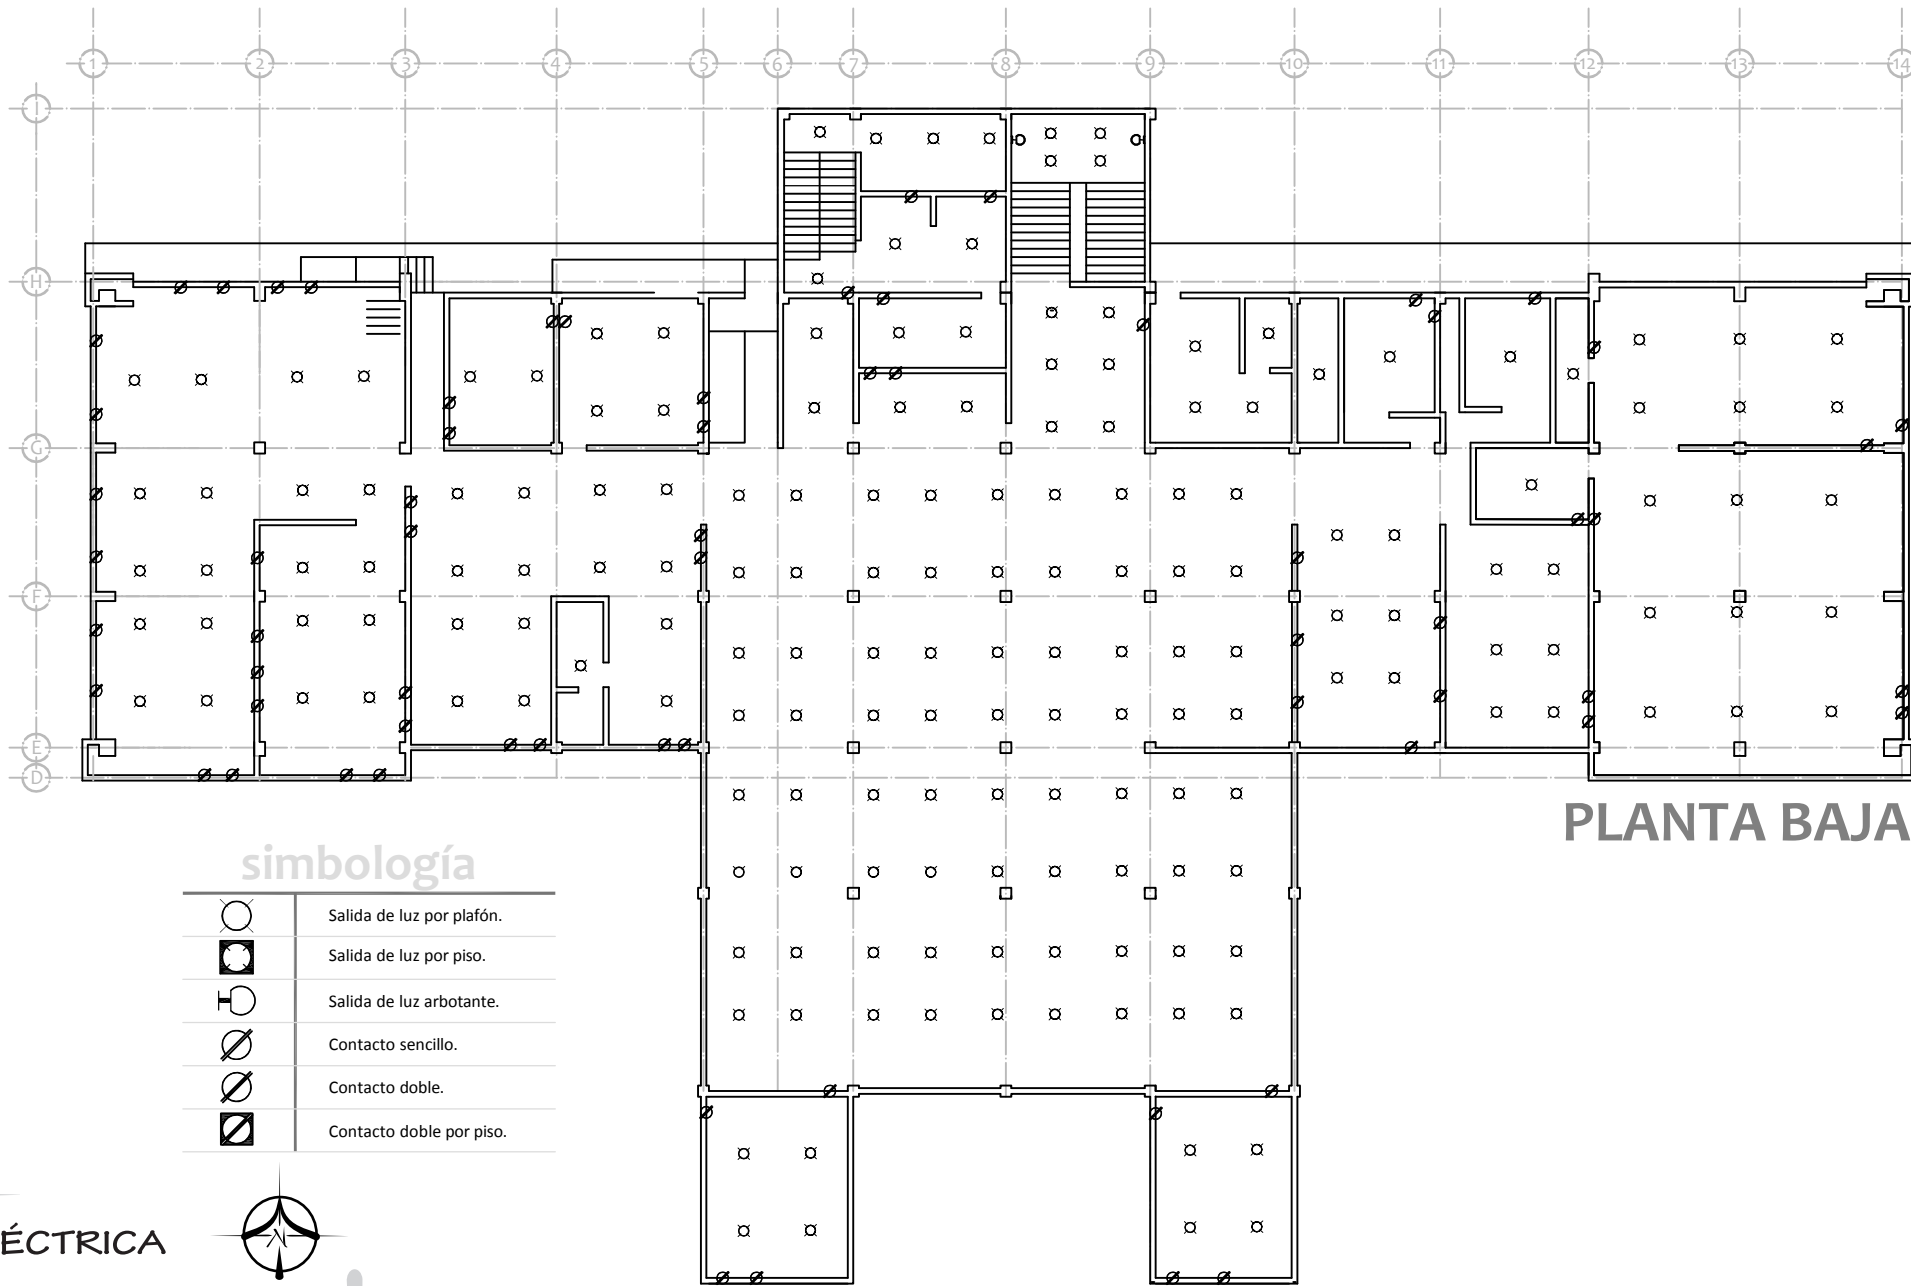 1 2 3 4 5 6 7 8 9 10 11 12 13 14
I
H
G
F
E
D
PLANTA BAJA
simbología
Salida de luz por plafón.
Salida de luz por piso.
Salida de luz arbotante.
Contacto sencillo.
Contacto doble.
Contacto doble por piso.
N
ÉCTRICA